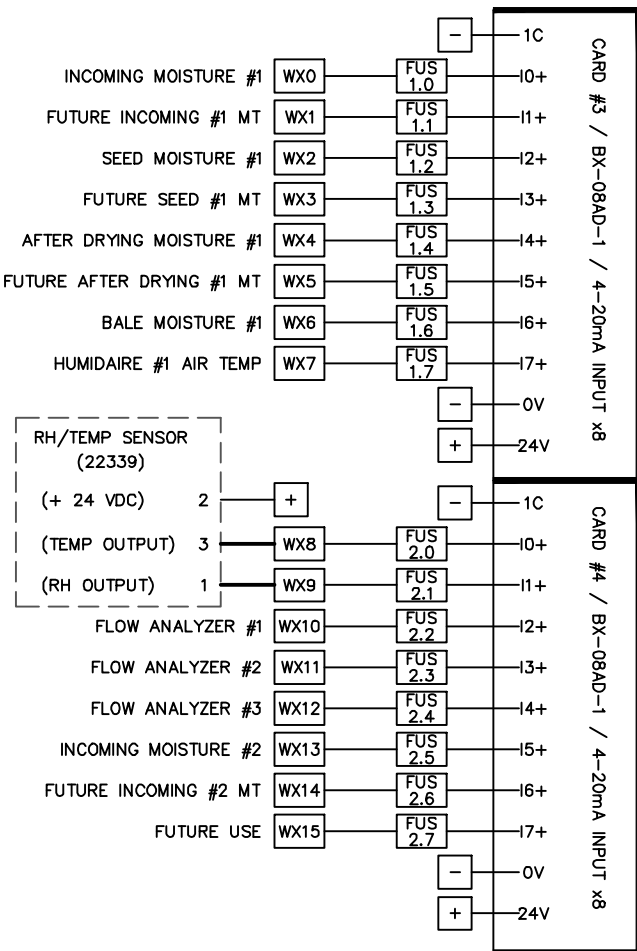 − 1C
INCOMING MOISTURE #1 WX0 FUS 1.0 I0+
FUTURE INCOMING #1 MT WX1 FUS 1.1 I1+
SEED MOISTURE #1 WX2 FUS 1.2 I2+
FUTURE SEED #1 MT WX3 FUS 1.3 I3+
AFTER DRYING MOISTURE #1 WX4 FUS 1.4 I4+
FUTURE AFTER DRYING #1 MT WX5 FUS 1.5 I5+
BALE MOISTURE #1 WX6 FUS 1.6 I6+
HUMIDAIRE #1 AIR TEMP WX7 FUS 1.7 I7+
− 0V
+ 24V
CARD #3 / BX-08AD-1 / 4-20mA INPUT x8
RH/TEMP SENSOR
(22339)
(+ 24 VDC) 2 + − 1C
(TEMP OUTPUT) 3 WX8 FUS 2.0 I0+
(RH OUTPUT) 1 WX9 FUS 2.1 I1+
FLOW ANALYZER #1 WX10 FUS 2.2 I2+
FLOW ANALYZER #2 WX11 FUS 2.3 I3+
FLOW ANALYZER #3 WX12 FUS 2.4 I4+
INCOMING MOISTURE #2 WX13 FUS 2.5 I5+
FUTURE INCOMING #2 MT WX14 FUS 2.6 I6+
FUTURE USE WX15 FUS 2.7 I7+
− 0V
+ 24V
CARD #4 / BX-08AD-1 / 4-20mA INPUT x8